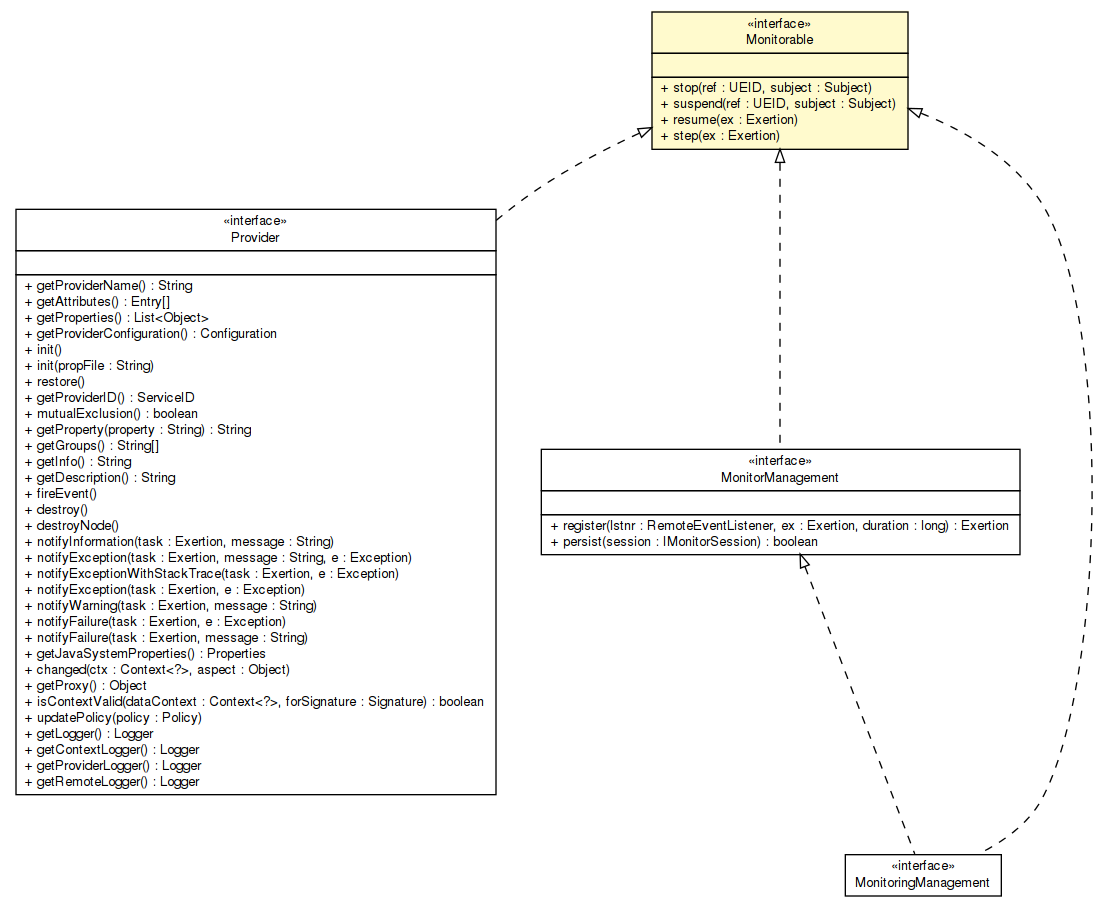 «interface»
Monitorable
+ stop(ref : UEID, subject : Subject)
+ suspend(ref : UEID, subject : Subject)
+ resume(ex : Exertion)
+ step(ex : Exertion)
«interface»
Provider
+ getProviderName() : String
+ getAttributes() : Entry[]
+ getProperties() : List<Object>
+ getProviderConfiguration() : Configuration
+ init()
+ init(propFile : String)
+ restore()
+ getProviderID() : ServiceID
+ mutualExclusion() : boolean
+ getProperty(property : String) : String
+ getGroups() : String[]
+ getInfo() : String
+ getDescription() : String
+ fireEvent()
+ destroy()
+ destroyNode()
+ notifyInformation(task : Exertion, message : String)
+ notifyException(task : Exertion, message : String, e : Exception)
+ notifyExceptionWithStackTrace(task : Exertion, e : Exception)
+ notifyException(task : Exertion, e : Exception)
+ notifyWarning(task : Exertion, message : String)
+ notifyFailure(task : Exertion, e : Exception)
+ notifyFailure(task : Exertion, message : String)
+ getJavaSystemProperties() : Properties
+ changed(ctx : Context<?>, aspect : Object)
+ getProxy() : Object
+ isContextValid(dataContext : Context<?>, forSignature : Signature) : boolean
+ updatePolicy(policy : Policy)
+ getLogger() : Logger
+ getContextLogger() : Logger
+ getProviderLogger() : Logger
+ getRemoteLogger() : Logger
«interface»
MonitorManagement
+ register(lstnr : RemoteEventListener, ex : Exertion, duration : long) : Exertion
+ persist(session : IMonitorSession) : boolean
«interface»
MonitoringManagement